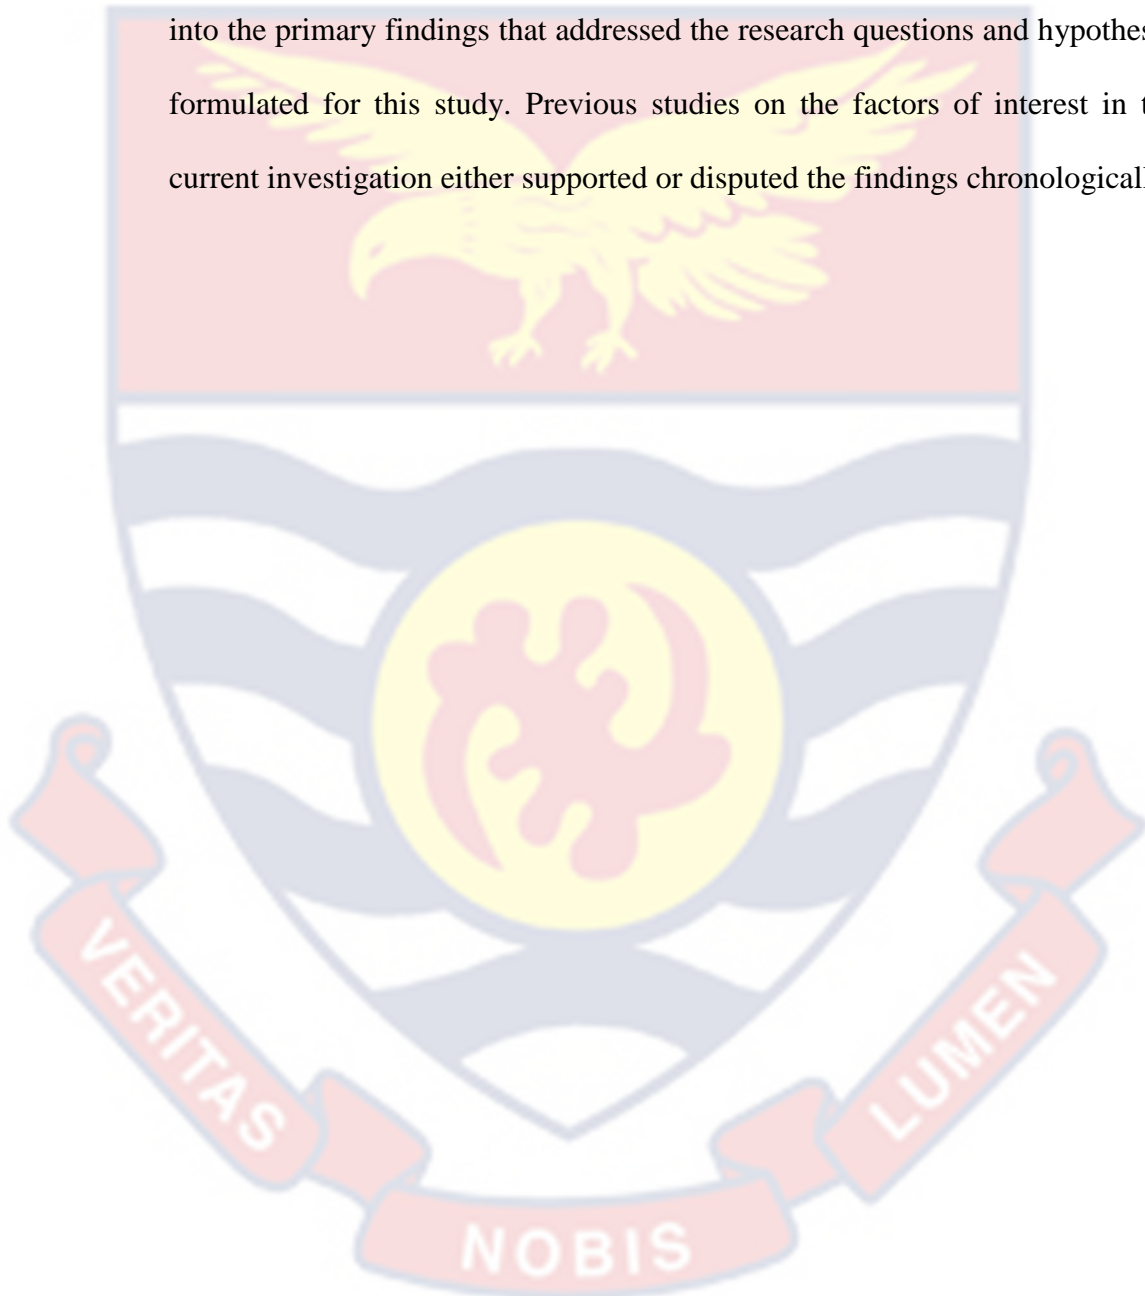 into the primary findings that addressed the research questions and hypothes
formulated for this study. Previous studies on the factors of interest in t
current investigation either supported or disputed the findings chronologicall
VERITAS
NOBIS
LUMEN